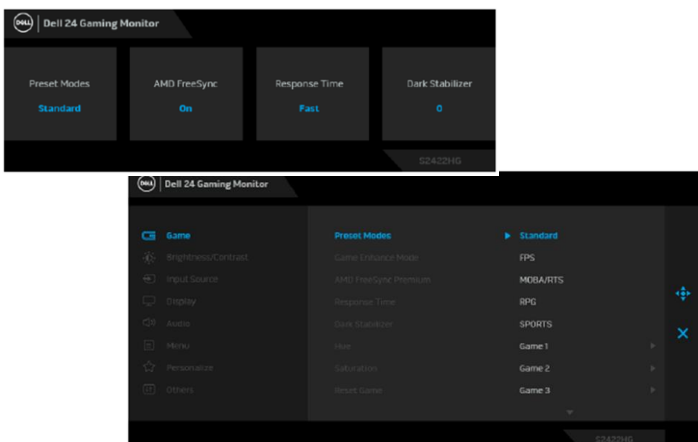 DELL Dell 24 Gaming Monitor
Preset Modes AMD FreeSync Response Time Dark Stabilizer
Standard On Fast 0
S2422HG
DELL Dell 24 Gaming Monitor
Game Preset Modes Standard
Brightness/Contrast Game Enhance Mode FPS
Input Source AMD FreeSync Premium MOBA/RTS
Display Response Time RPG
Audio Dark Stabilizer SPORTS
Menu Hue Game 1
Personalize Saturation Game 2
Others Reset Game Game 3
S2422HG